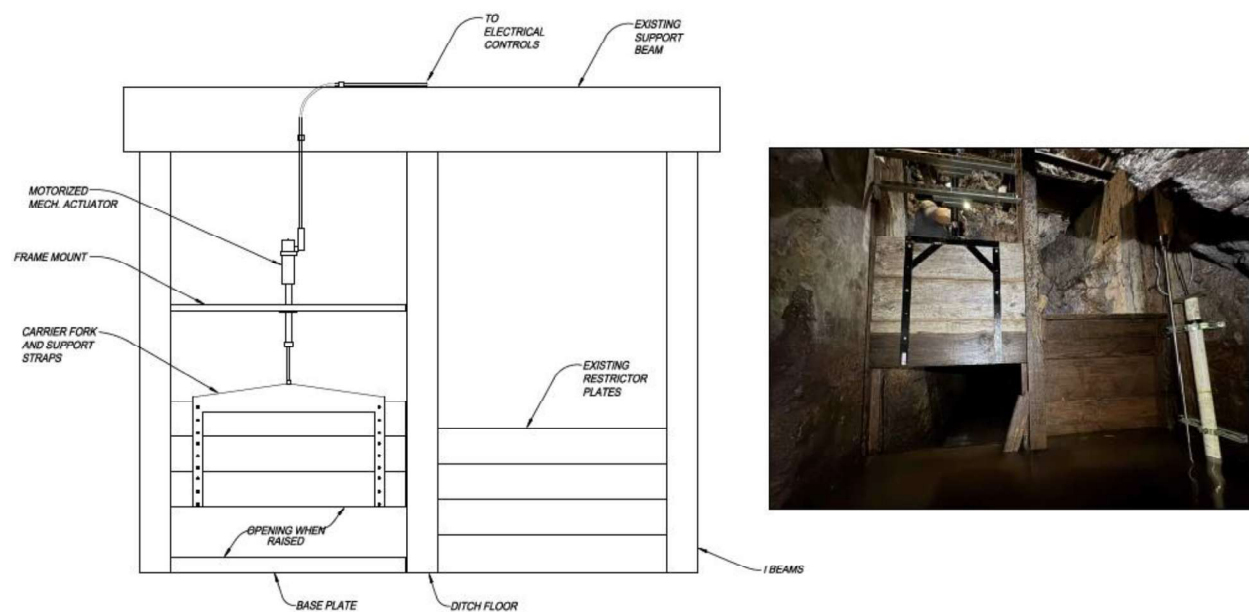 TO
ELECTRICAL
CONTROLS
EXISTING
SUPPORT
BEAM
MOTORIZED
MECH. ACTUATOR
FRAME MOUNT
CARRIER FORK
AND SUPPORT
STRAPS
EXISTING
RESTRICTOR
PLATES
OPENING WHEN
RAISED
I BEAMS
BASE PLATE
DITCH FLOOR